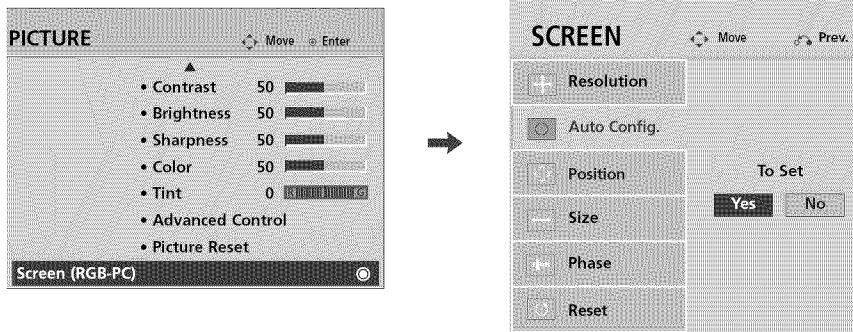 PICTURE
Move Enter
• Contrast 50
• Brightness 50
• Sharpness 50
• Color 50
• Tint 0 R G
• Advanced Control
• Picture Reset
Screen (RGB-PC)
SCREEN
Move Prev.
Resolution
Auto Config.
Position
Size
Phase
Reset
To Set
Yes No